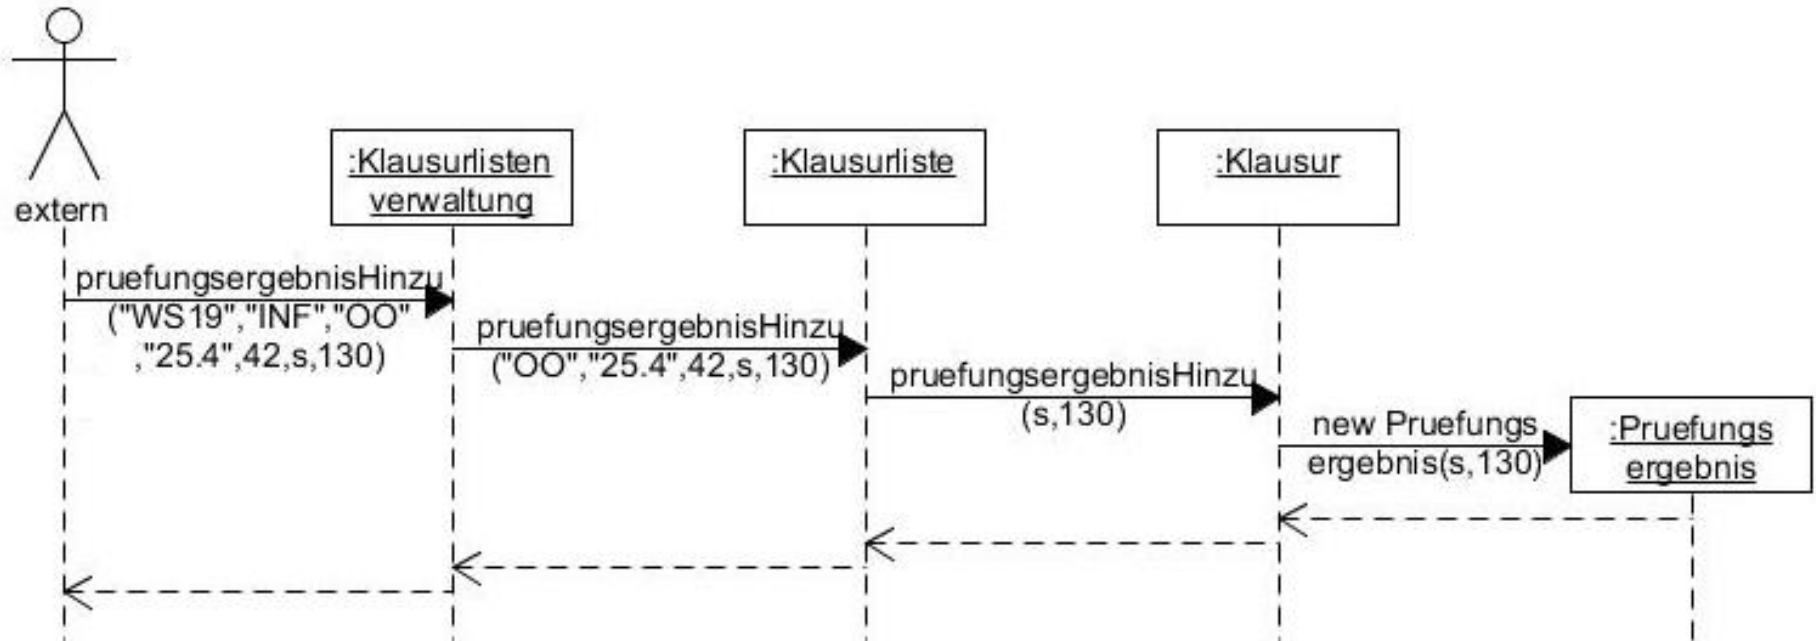 extern
:Klausurlisten
verwaltung
:Klausurliste
:Klausur
pruefungsergebnisHinzu
("WS19","INF","OO"
,"25.4",42,s,130)
pruefungsergebnisHinzu
("OO","25.4",42,s,130)
pruefungsergebnisHinzu
(s,130)
new Pruefungs
ergebnis(s,130)
:Pruefungs
ergebnis